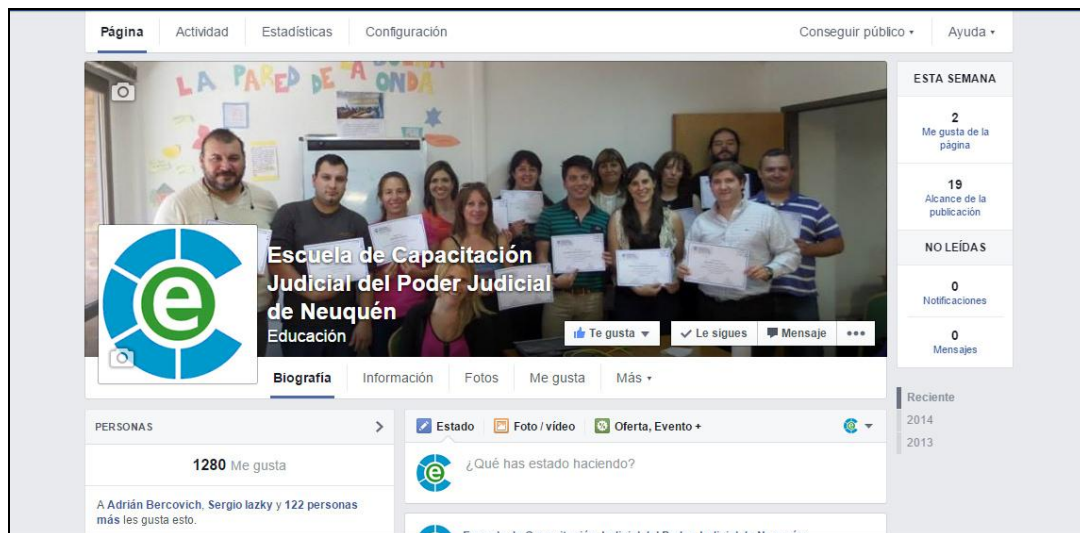 Página
Actividad
Estadísticas
Configuración
Conseguir público
Ayuda
LA PARED DE LA BUENA
ONDA
Escuela de Capacitación
Judicial del Poder Judicial
de Neuquén
Educación
e
Te gusta
Le sigues
Mensaje
•••
Biografía
Información
Fotos
Me gusta
Más
ESTA SEMANA
2
Me gusta de la
página
19
Alcance de la
publicación
NO LEÍDAS
0
Notificaciones
0
Mensajes
Reciente
2014
2013
PERSONAS
1280 Me gusta
A Adrián Bercovich, Sergio Iazky y 122 personas
más les gusta esto.
Estado
Foto / vídeo
Oferta, Evento +
¿Qué has estado haciendo?